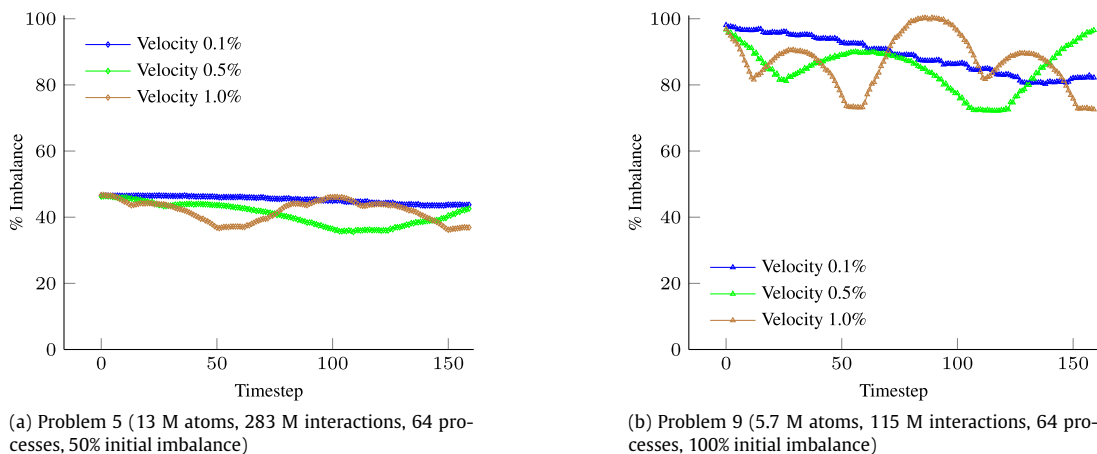 100
80
60
40
20
0
% Imbalance
Velocity 0.1%
Velocity 0.5%
Velocity 1.0%
0
50
100
150
Timestep
(a) Problem 5 (13 M atoms, 283 M interactions, 64 pro-
cesses, 50% initial imbalance)
100
80
60
40
20
0
% Imbalance
Velocity 0.1%
Velocity 0.5%
Velocity 1.0%
0
50
100
150
Timestep
(b) Problem 9 (5.7 M atoms, 115 M interactions, 64 pro-
cesses, 100% initial imbalance)